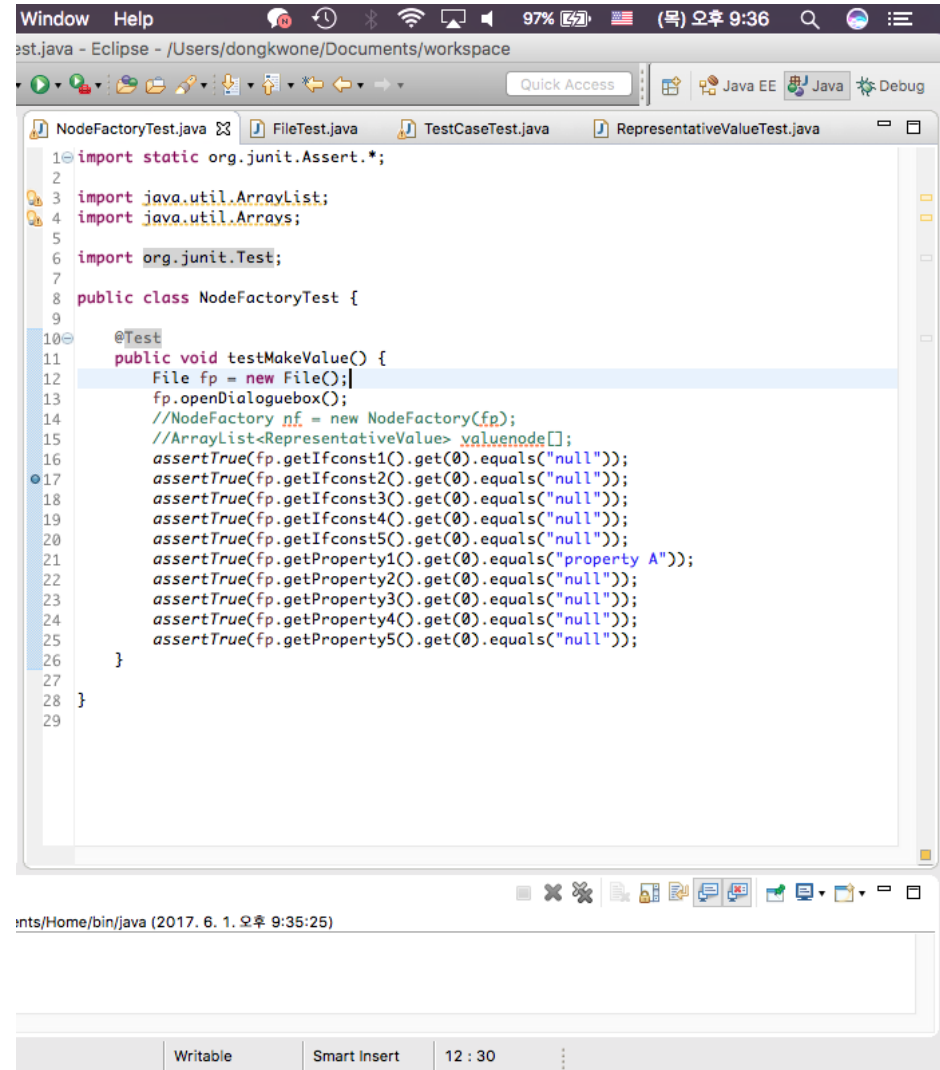 Window Help 97% (목) 오후 9:36
est.java - Eclipse - /Users/dongkwone/Documents/workspace
Quick Access Java EE Java Debug
NodeFactoryTest.java FileTest.java TestCaseTest.java RepresentativeValueTest.java
1 import static org.junit.Assert.*;
2
3 import java.util.ArrayList;
4 import java.util.Arrays;
5
6 import org.junit.Test;
7
8 public class NodeFactoryTest {
9
10 @Test
11 public void testMakeValue() {
12 File fp = new File();
13 fp.openDialoguebox();
14 //NodeFactory nf = new NodeFactory(fp);
15 //ArrayList<RepresentativeValue> valuenode[];
16 assertTrue(fp.getIfconst1().get(0).equals("null"));
17 assertTrue(fp.getIfconst2().get(0).equals("null"));
18 assertTrue(fp.getIfconst3().get(0).equals("null"));
19 assertTrue(fp.getIfconst4().get(0).equals("null"));
20 assertTrue(fp.getIfconst5().get(0).equals("null"));
21 assertTrue(fp.getProperty1().get(0).equals("property A"));
22 assertTrue(fp.getProperty2().get(0).equals("null"));
23 assertTrue(fp.getProperty3().get(0).equals("null"));
24 assertTrue(fp.getProperty4().get(0).equals("null"));
25 assertTrue(fp.getProperty5().get(0).equals("null"));
26 }
27
28 }
29
ents/Home/bin/java (2017. 6. 1. 오후 9:35:25)
Writable Smart Insert 12 : 30